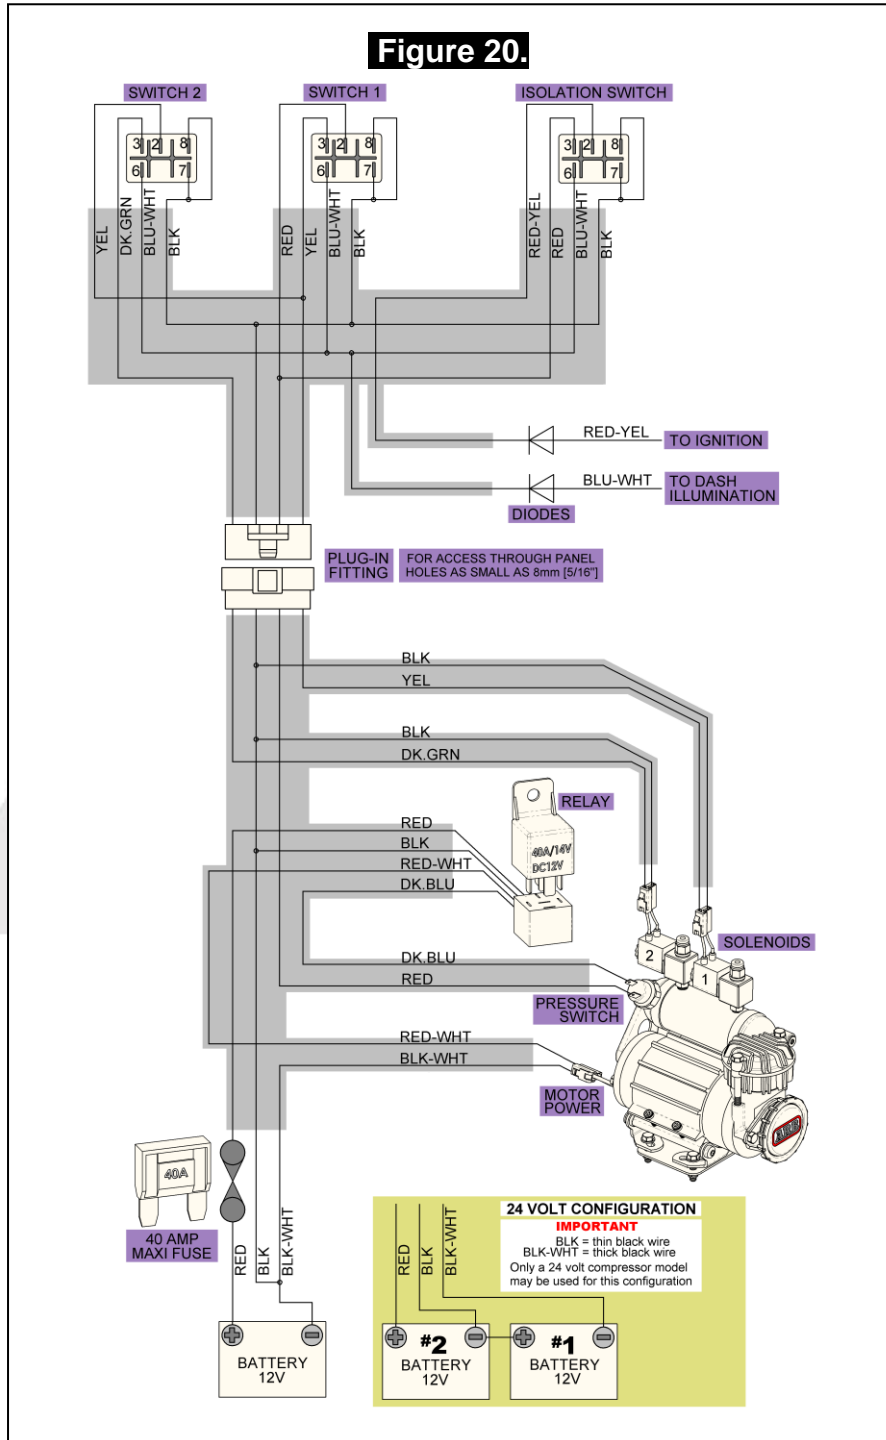 Figure 20.
SWITCH 2
SWITCH 1
ISOLATION SWITCH
3 2 8
6 7
3 2 8
6 7
3 2 8
6 7
YEL
DK.GRN
BLU-WHT
BLK
RED
YEL
BLU-WHT
BLK
RED-YEL
RED
BLU-WHT
BLK
RED-YEL
TO IGNITION
BLU-WHT
TO DASH
ILLUMINATION
DIODES
PLUG-IN
FITTING
FOR ACCESS THROUGH PANEL
HOLES AS SMALL AS 8mm [5/16"]
BLK
YEL
BLK
DK.GRN
RELAY
40A/14V
DC12V
RED
BLK
RED-WHT
DK.BLU
SOLENOIDS
2
1
DK.BLU
RED
PRESSURE
SWITCH
RED-WHT
BLK-WHT
MOTOR
POWER
40A
40 AMP
MAXI FUSE
RED
BLK
BLK-WHT
BATTERY
12V
24 VOLT CONFIGURATION
IMPORTANT
BLK = thin black wire
BLK-WHT = thick black wire
Only a 24 volt compressor model
may be used for this configuration
RED
BLK
BLK-WHT
#2
BATTERY
12V
#1
BATTERY
12V